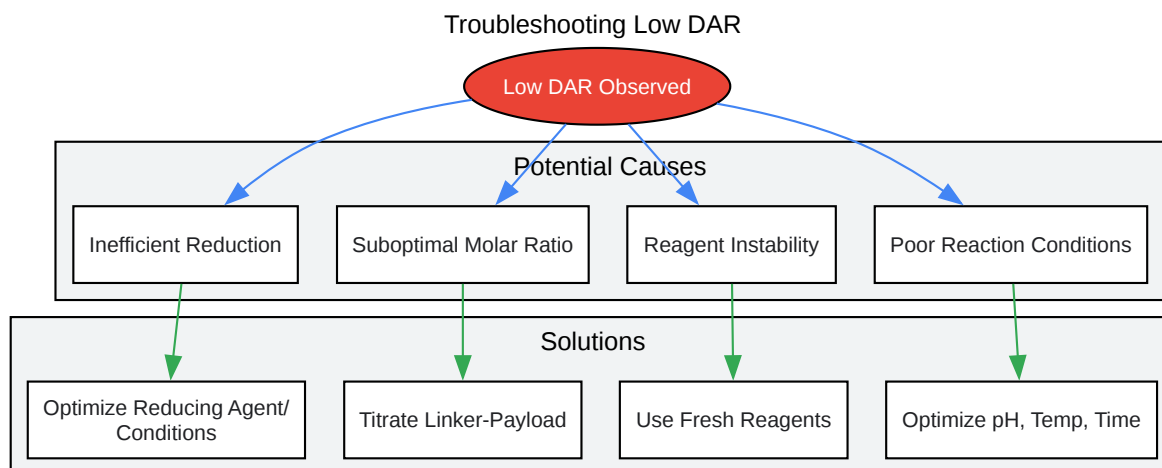 Troubleshooting Low DAR
Low DAR Observed
Potential Causes
Inefficient Reduction
Suboptimal Molar Ratio
Reagent Instability
Poor Reaction Conditions
Solutions
Optimize Reducing Agent/
Conditions
Titrate Linker-Payload
Use Fresh Reagents
Optimize pH, Temp, Time